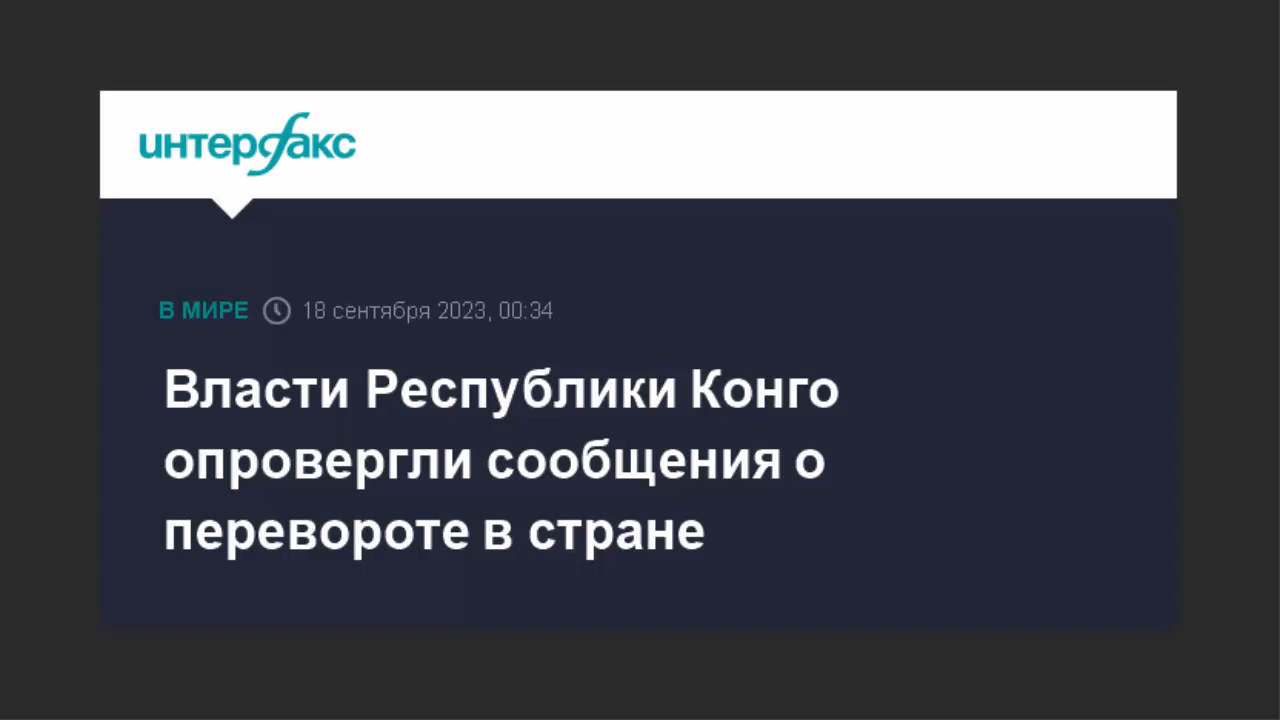 интерфакс
В МИРЕ 18 сентября 2023, 00:34
Власти Республики Конго
опровергли сообщения о
перевороте в стране